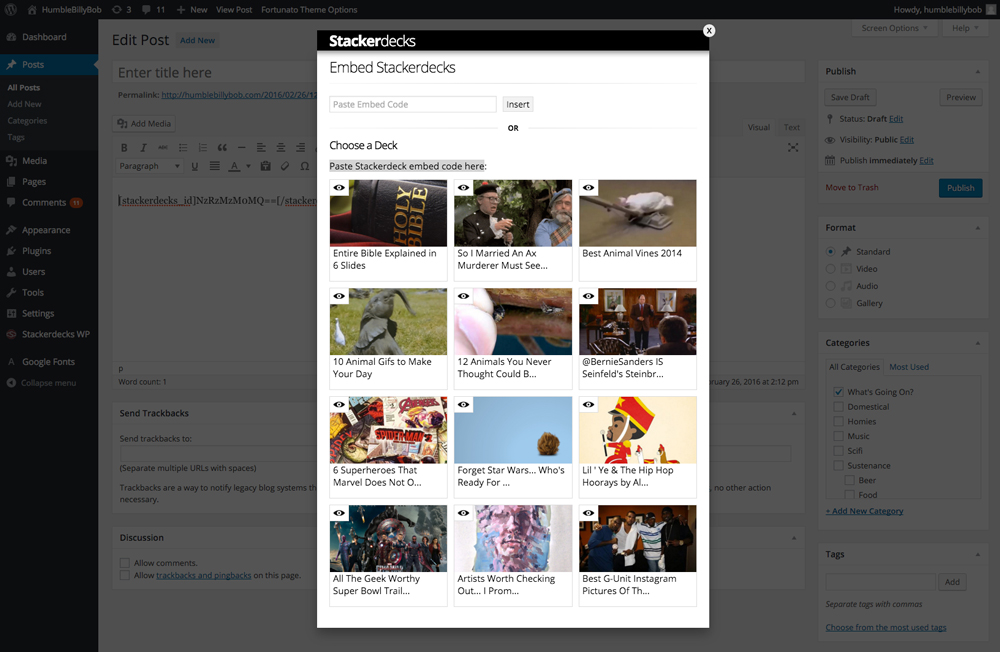 HumbleBillyBob 3 11 + New View Post Fortunato Theme Options Howdy, humblebillybob
Dashboard
Posts
All Posts
Add New
Categories
Tags
Media
Pages
Comments 11
Appearance
Plugins
Users
Tools
Settings
Stackerdecks WP
Google Fonts
Collapse menu
Screen Options Help
Edit Post Add New
Enter title here
Permalink: http://humblebillybob.com/2016/02/26/12
Add Media
Visual Text
B I ABC
Paragraph U A Ω
[stackerdecks_id]NzRzMzM0MQ==[/stacker
p
Word count: 1
ruary 26, 2016 at 2:12 pm
Send Trackbacks
Send trackbacks to:
(Separate multiple URLs with spaces)
Trackbacks are a way to notify legacy blog systems th
, no other action
necessary.
Discussion
Allow comments.
Allow trackbacks and pingbacks on this page.
X
Stackerdecks
Embed Stackerdecks
Paste Embed Code Insert
OR
Choose a Deck
Paste Stackerdeck embed code here:
HOLY
BIBLE
Entire Bible Explained in
6 Slides
So I Married An Ax
Murderer Must See...
Best Animal Vines 2014
10 Animal Gifs to Make
Your Day
12 Animals You Never
Thought Could B...
@BernieSanders IS
Seinfeld's Steinbr...
AVENGERS
SPIDER-MAN
6 Superheroes That
Marvel Does Not O...
Forget Star Wars... Who's
Ready For ...
Lil ' Ye & The Hip Hop
Hoorays by Al...
All The Geek Worthy
Super Bowl Trail...
Artists Worth Checking
Out... I Prom...
Best G-Unit Instagram
Pictures Of Th...
Publish
Save Draft Preview
Status: Draft Edit
Visibility: Public Edit
Publish Immediately Edit
Move to Trash Publish
Format
Standard
Video
Audio
Gallery
Categories
All Categories Most Used
What's Going On?
Domestical
Homies
Music
Scifi
Sustenance
Beer
Food
+ Add New Category
Tags
Add
Separate tags with commas
Choose from the most used tags